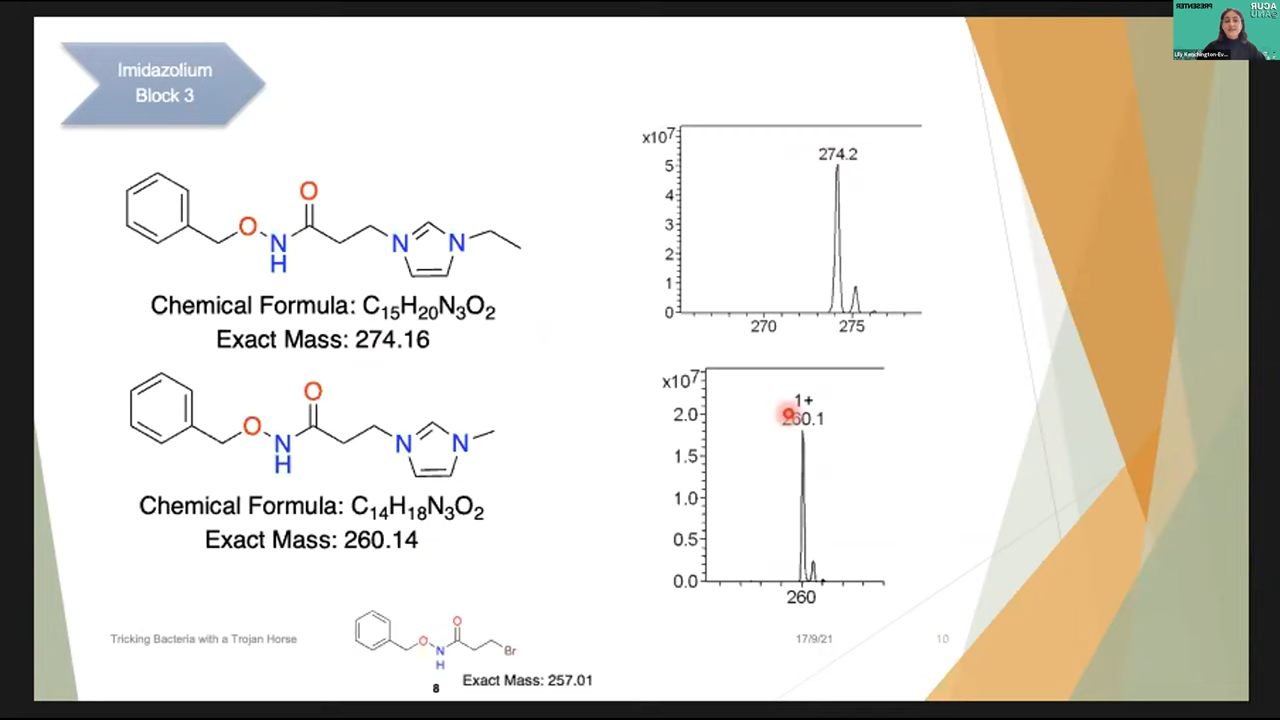 Imidazolium
Block 3
O
O
N
H
N
N
Chemical Formula: C₁₅H₂₀N₃O₂
Exact Mass: 274.16
O
O
N
H
N
N
Chemical Formula: C₁₄H₁₈N₃O₂
Exact Mass: 260.14
x10⁷
274.2
5
4
3
2
1
0
270
275
x10⁷
1+
260.1
2.0
1.5
1.0
0.5
0.0
260
Tricking Bacteria with a Trojan Horse
O
O
N
H
Br
8
Exact Mass: 257.01
17/9/21
10
PRESENTER
ACUR
ANU